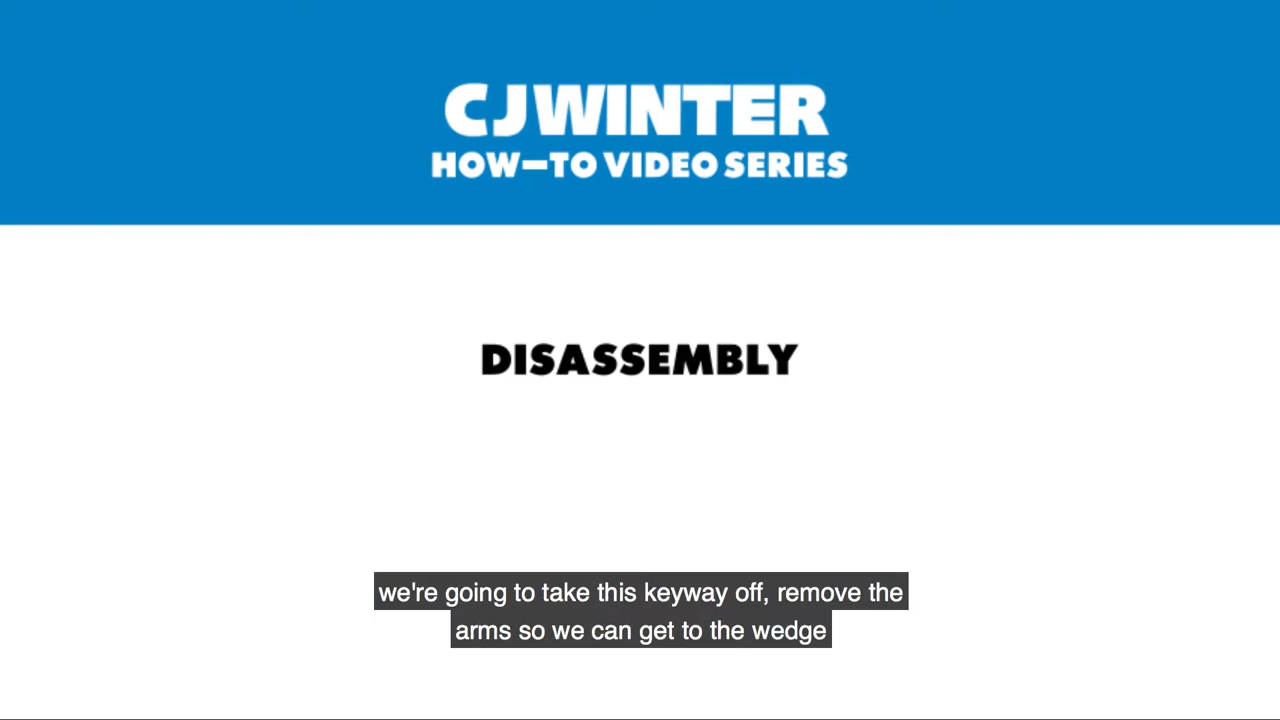 CJWINTER
HOW-TO VIDEO SERIES
DISASSEMBLY
we're going to take this keyway off, remove the
arms so we can get to the wedge